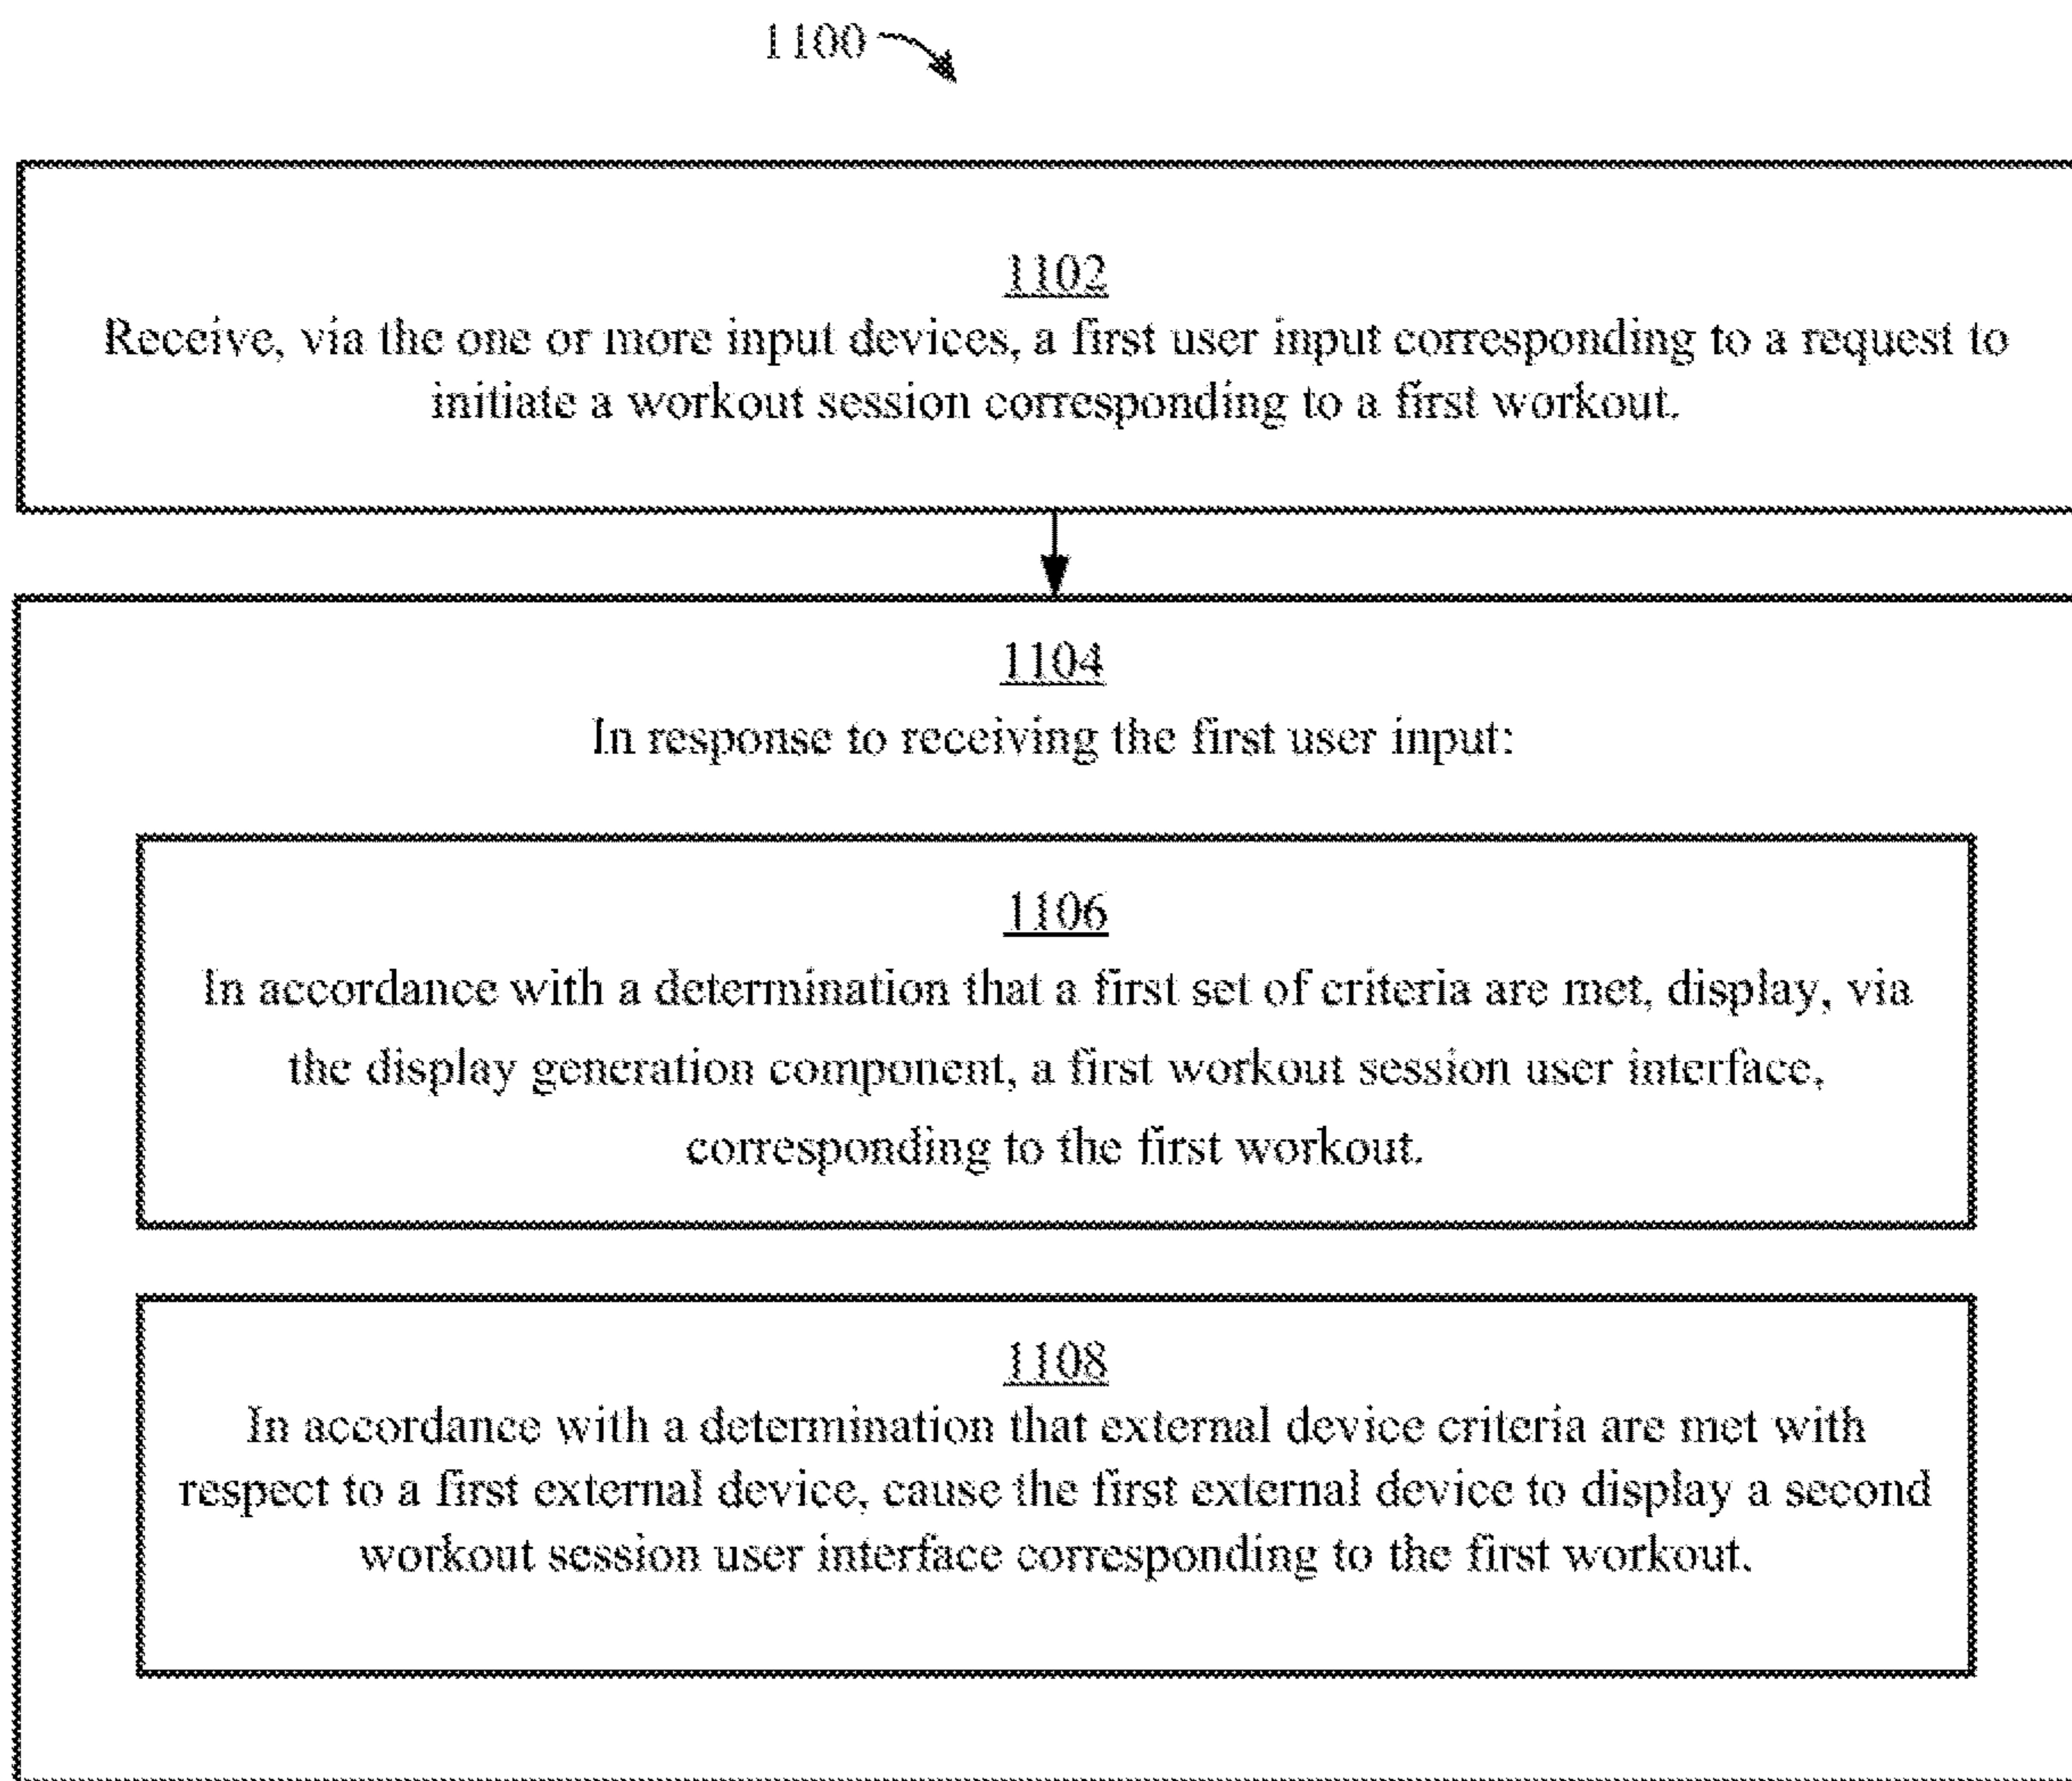 1100
1102
Receive, via the one or more input devices, a first user input corresponding to a request to
initiate a workout session corresponding to a first workout.
1104
In response to receiving the first user input:
1106
In accordance with a determination that a first set of criteria are met, display, via
the display generation component, a first workout session user interface,
corresponding to the first workout.
1108
In accordance with a determination that external device criteria are met with
respect to a first external device, cause the first external device to display a second
workout session user interface corresponding to the first workout.